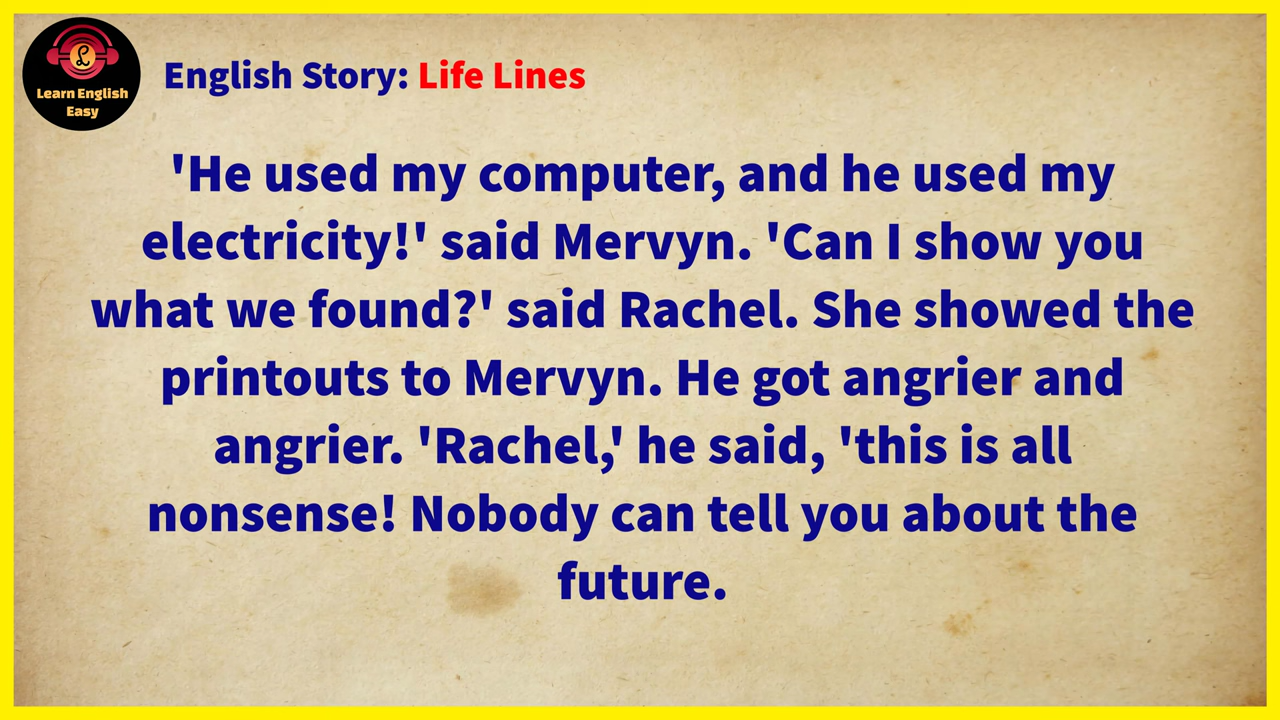 Learn English
Easy
English Story: Life Lines
'He used my computer, and he used my
electricity!' said Mervyn. 'Can I show you
what we found?' said Rachel. She showed the
printouts to Mervyn. He got angrier and
angrier. 'Rachel,' he said, 'this is all
nonsense! Nobody can tell you about the
future.